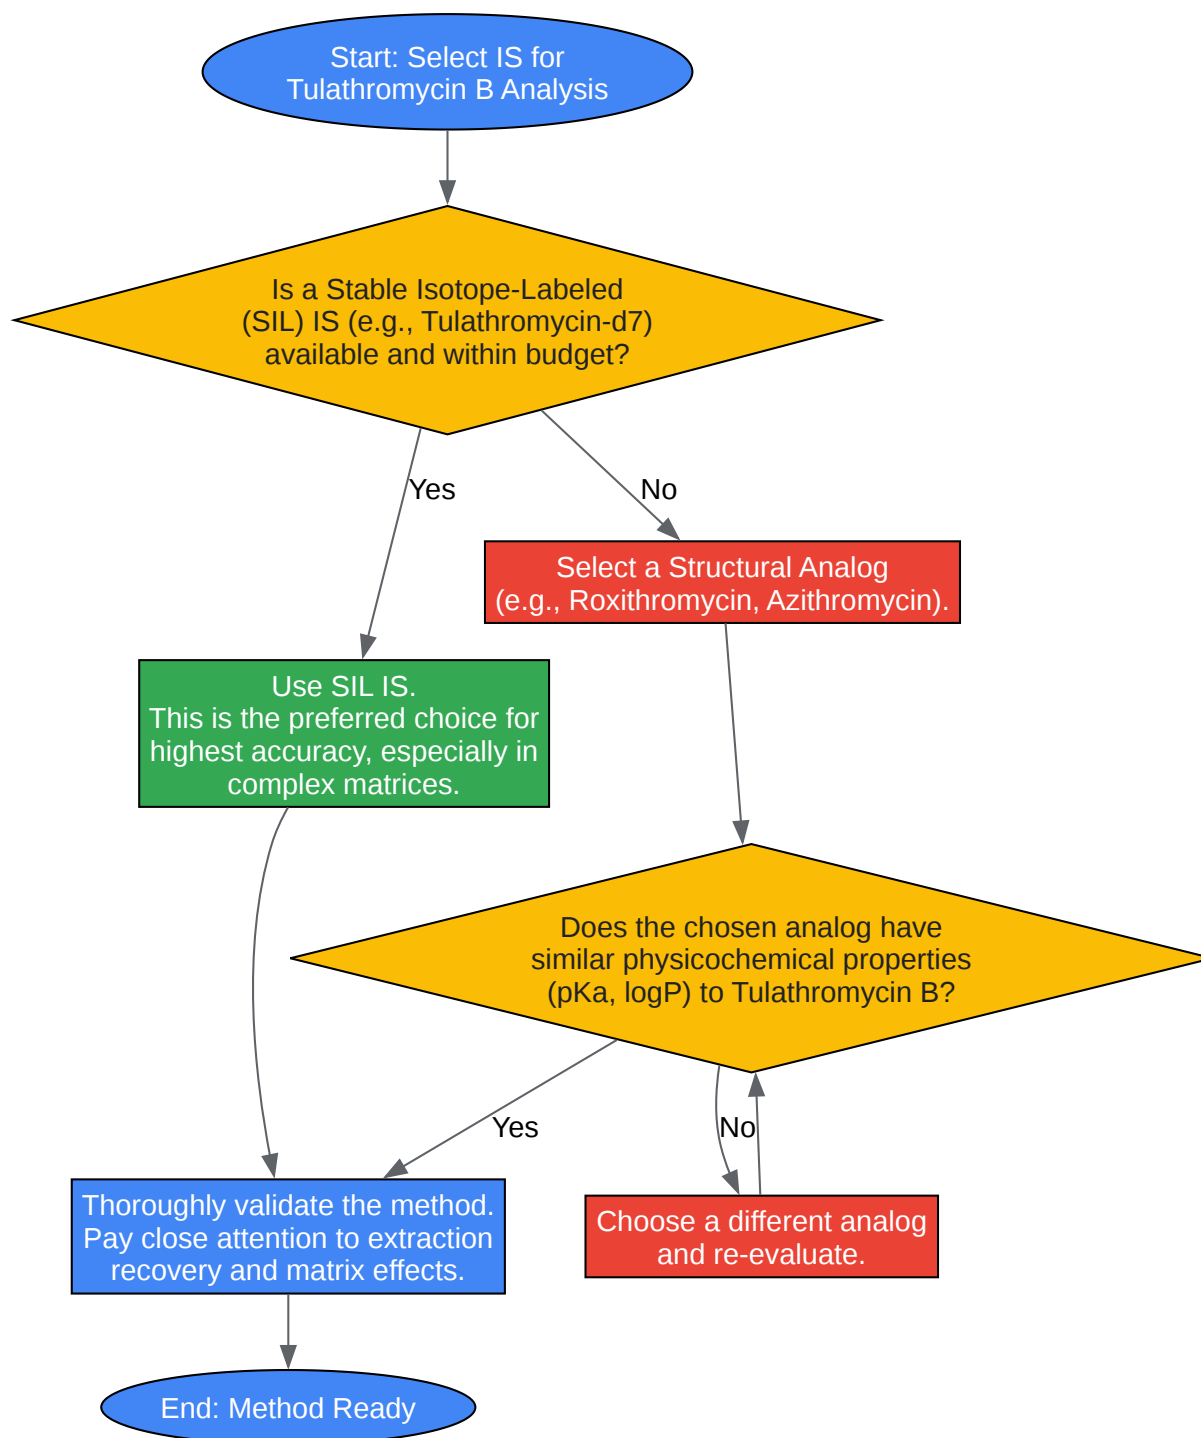 Start: Select IS for
Tulathromycin B Analysis
Is a Stable Isotope-Labeled
(SIL) IS (e.g., Tulathromycin-d7)
available and within budget?
Yes
No
Select a Structural Analog
(e.g., Roxithromycin, Azithromycin).
Use SIL IS.
This is the preferred choice for
highest accuracy, especially in
complex matrices.
Does the chosen analog have
similar physicochemical properties
(pKa, logP) to Tulathromycin B?
Yes
No
Thoroughly validate the method.
Pay close attention to extraction
recovery and matrix effects.
Choose a different analog
and re-evaluate.
End: Method Ready